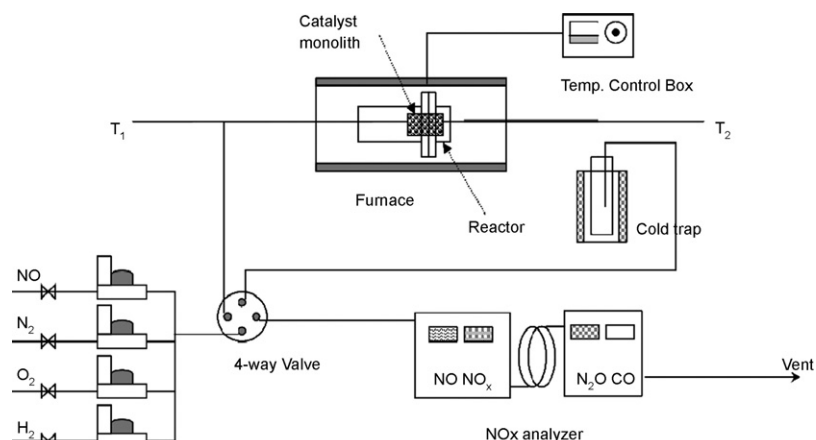 Catalyst
monolith
Temp. Control Box
T₁
T₂
Furnace
Reactor
Cold trap
NO
N₂
O₂
H₂
4-way Valve
NO NOₓ
N₂O CO
Vent
NOx analyzer